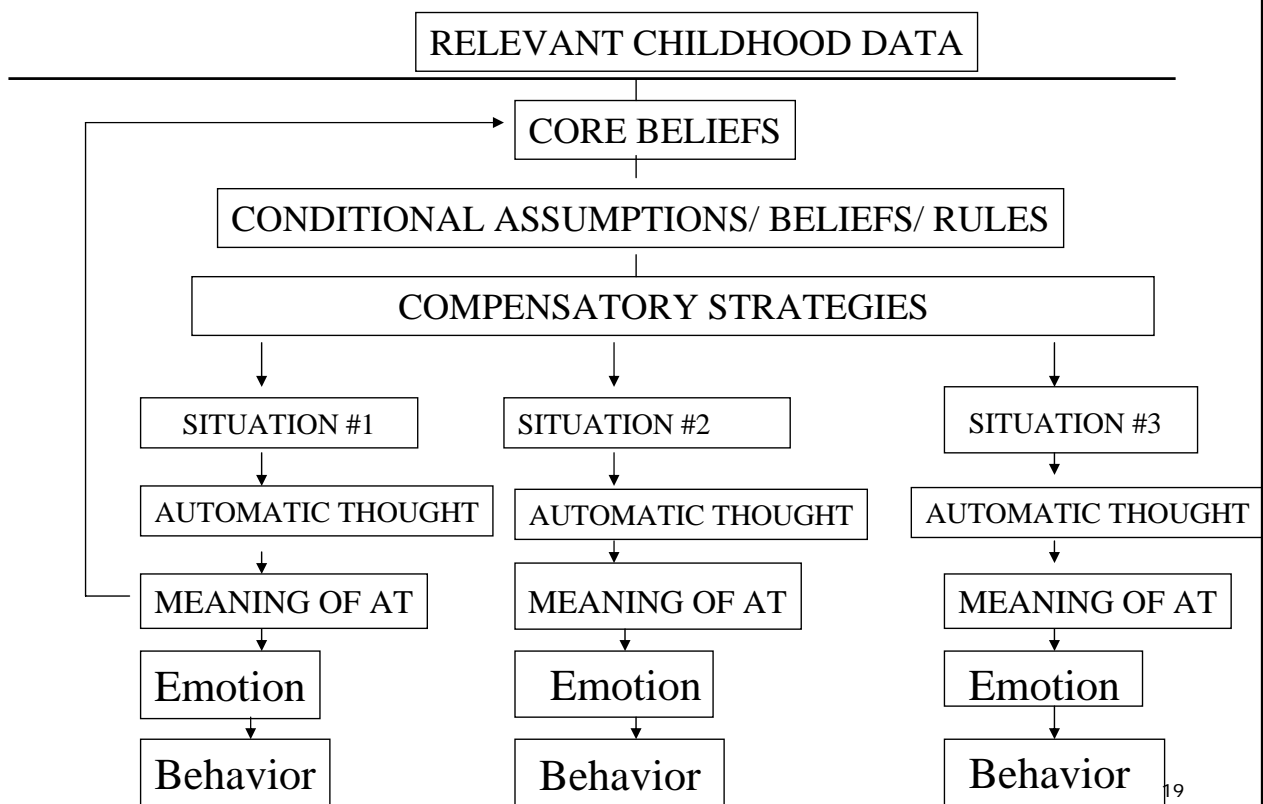 RELEVANT CHILDHOOD DATA
CORE BELIEFS
CONDITIONAL ASSUMPTIONS/ BELIEFS/ RULES
COMPENSATORY STRATEGIES
SITUATION #1
SITUATION #2
SITUATION #3
AUTOMATIC THOUGHT
AUTOMATIC THOUGHT
AUTOMATIC THOUGHT
MEANING OF AT
MEANING OF AT
MEANING OF AT
Emotion
Emotion
Emotion
Behavior
Behavior
Behavior
19